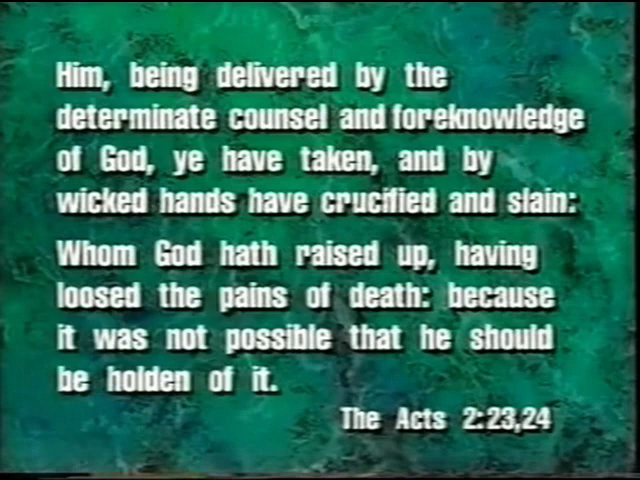 Him, being delivered by the
determinate counsel and foreknowledge
of God, ye have taken, and by
wicked hands have crucified and slain:
Whom God hath raised up, having
loosed the pains of death: because
it was not possible that he should
be holden of it.
The Acts 2:23,24